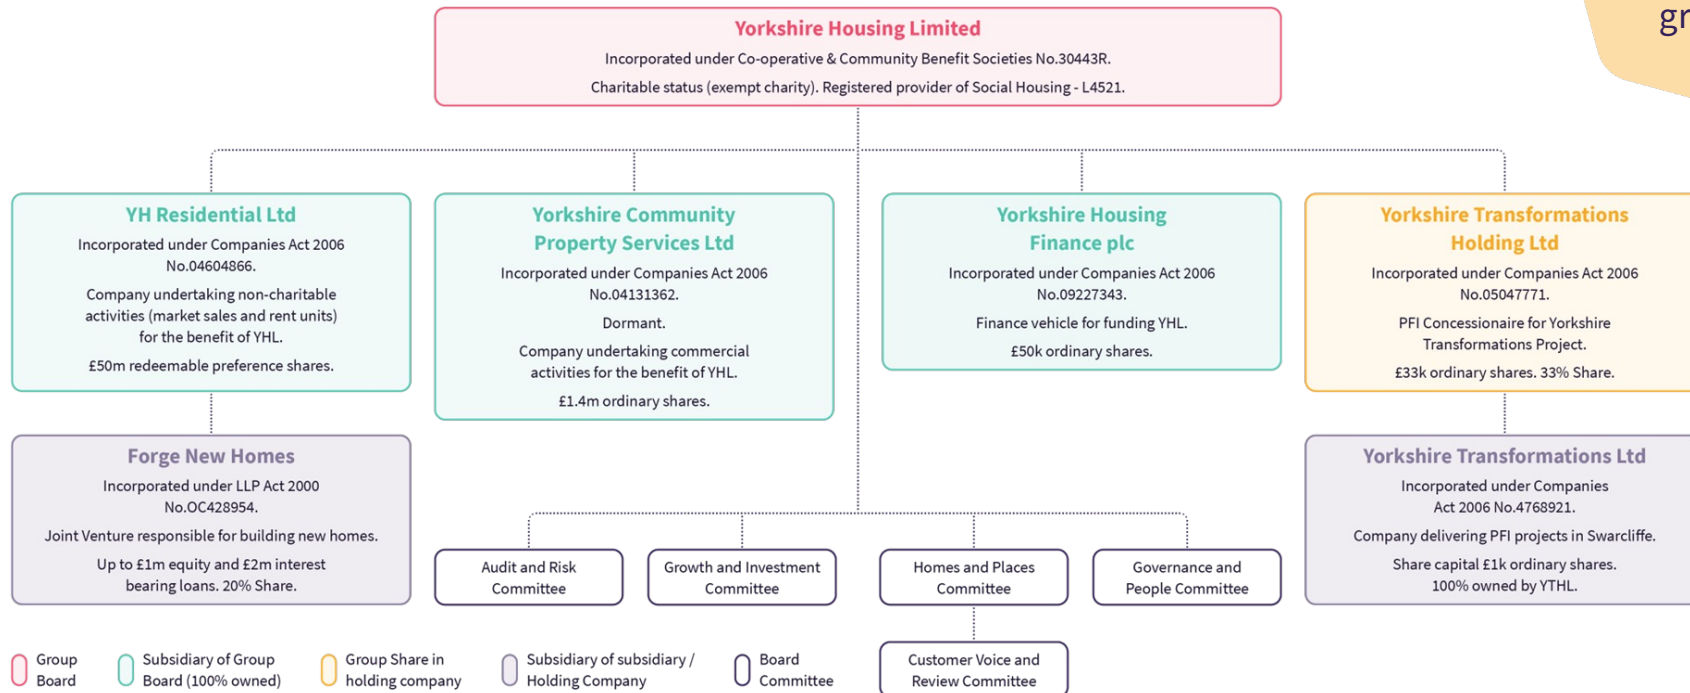 gr
Yorkshire Housing Limited
Incorporated under Co-operative & Community Benefit Societies No.30443R.
Charitable status (exempt charity). Registered provider of Social Housing - L4521.
YH Residential Ltd
Incorporated under Companies Act 2006
No.04604866.
Company undertaking non-charitable
activities (market sales and rent units)
for the benefit of YHL.
£50m redeemable preference shares.
Yorkshire Community
Property Services Ltd
Incorporated under Companies Act 2006
No.04131362.
Dormant.
Company undertaking commercial
activities for the benefit of YHL.
£1.4m ordinary shares.
Yorkshire Housing
Finance plc
Incorporated under Companies Act 2006
No.09227343.
Finance vehicle for funding YHL.
£50k ordinary shares.
Yorkshire Transformations
Holding Ltd
Incorporated under Companies Act 2006
No.05047771.
PFI Concessionaire for Yorkshire
Transformations Project.
£33k ordinary shares. 33% Share.
Forge New Homes
Incorporated under LLP Act 2000
No.OC428954.
Joint Venture responsible for building new homes.
Up to £1m equity and £2m interest
bearing loans. 20% Share.
Yorkshire Transformations Ltd
Incorporated under Companies
Act 2006 No.4768921.
Company delivering PFI projects in Swarcliffe.
Share capital £1k ordinary shares.
100% owned by YTHL.
Audit and Risk
Committee
Growth and Investment
Committee
Homes and Places
Committee
Governance and
People Committee
Customer Voice and
Review Committee
Group
Board
Subsidiary of Group
Board (100% owned)
Group Share in
holding company
Subsidiary of subsidiary /
Holding Company
Board
Committee